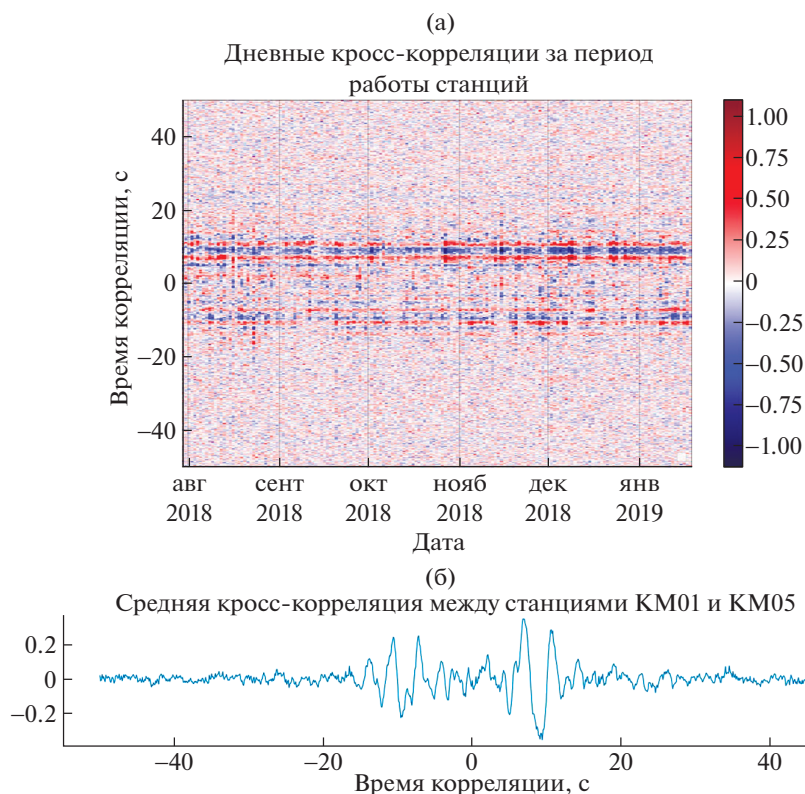 (а)
Дневные кросс-корреляции за период
работы станций
Время корреляции, с
40
20
0
−20
−40
1.00
0.75
0.50
0.25
0
−0.25
−0.50
−0.75
−1.00
авг сент окт нояб дек янв
2018 2018 2018 2018 2018 2019
Дата
(б)
Средняя кросс-корреляция между станциями KM01 и KM05
0.2
0
−0.2
−40 −20 0 20 40
Время корреляции, с